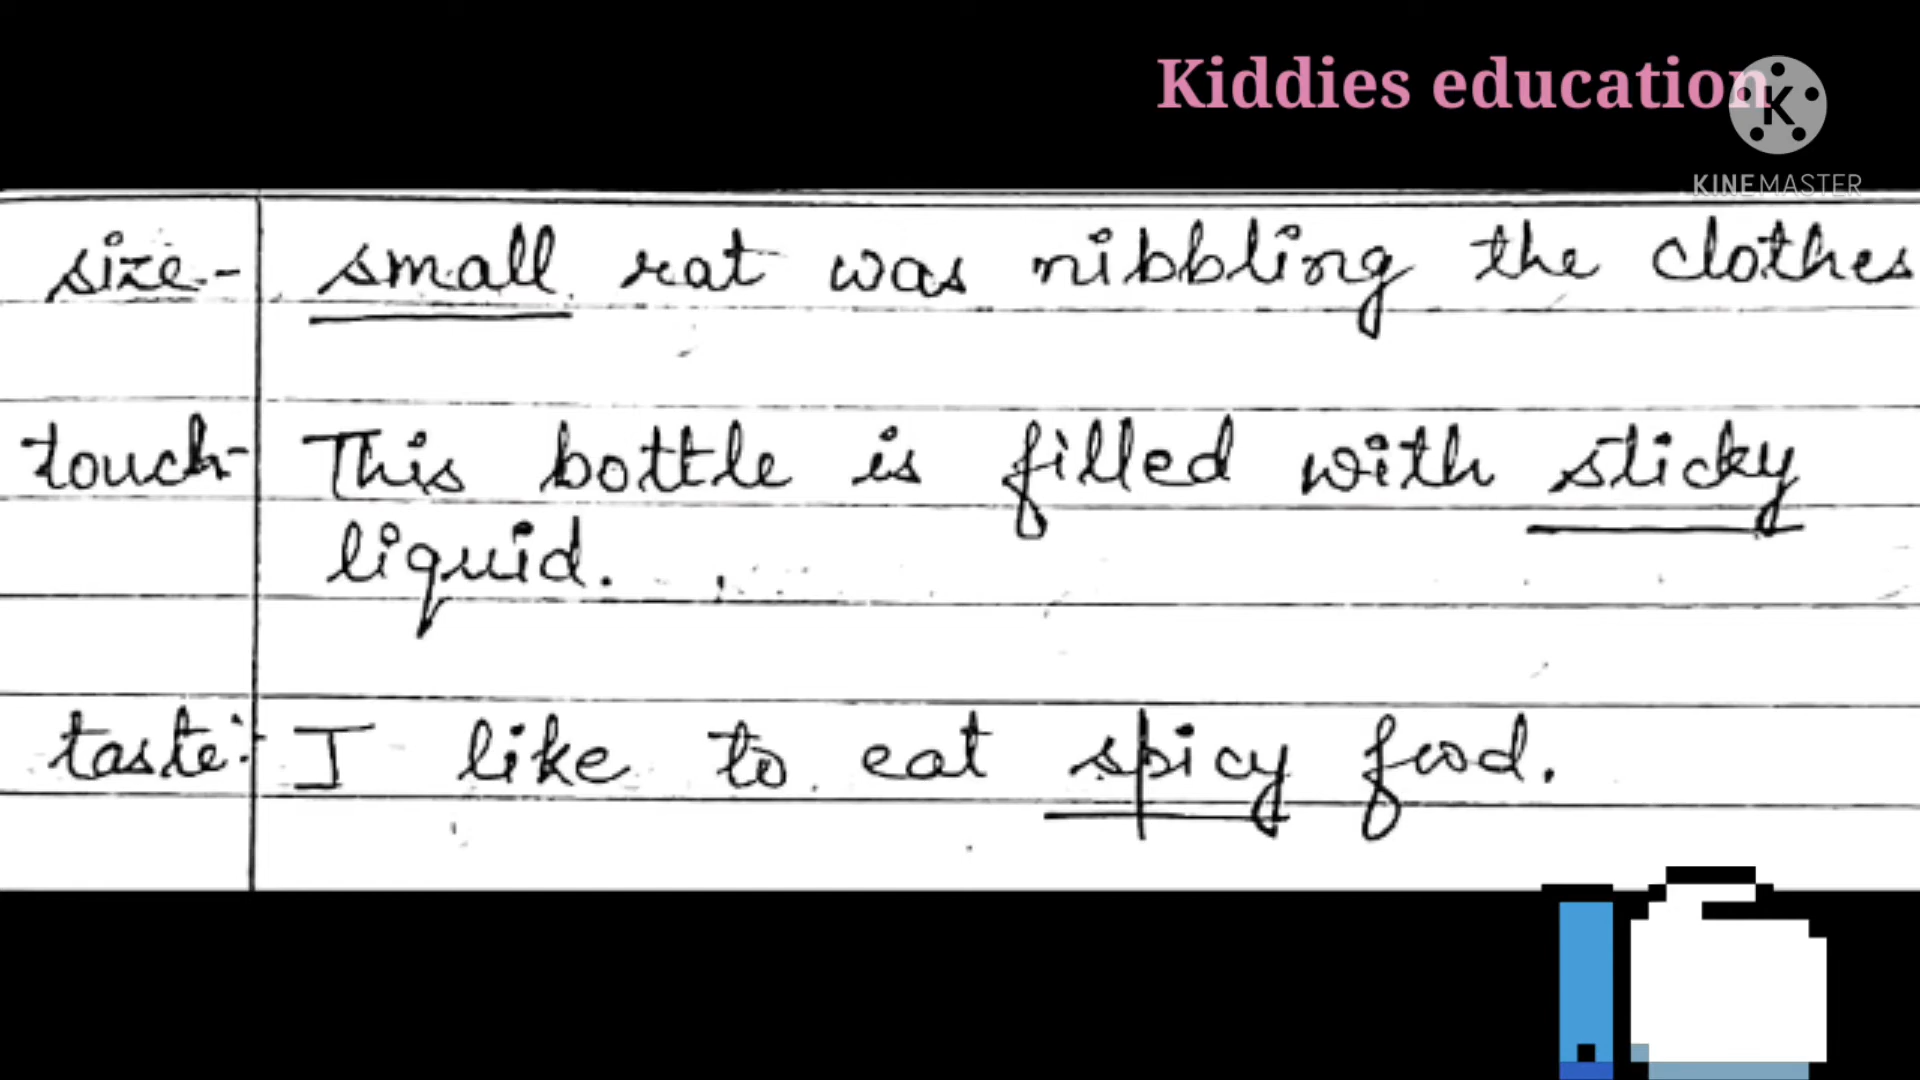 Kiddies education
K
KINEMASTER
size- small rat was nibbling the clothes
touch- This bottle is filled with sticky
liquid.
taste:- I like to eat spicy food.